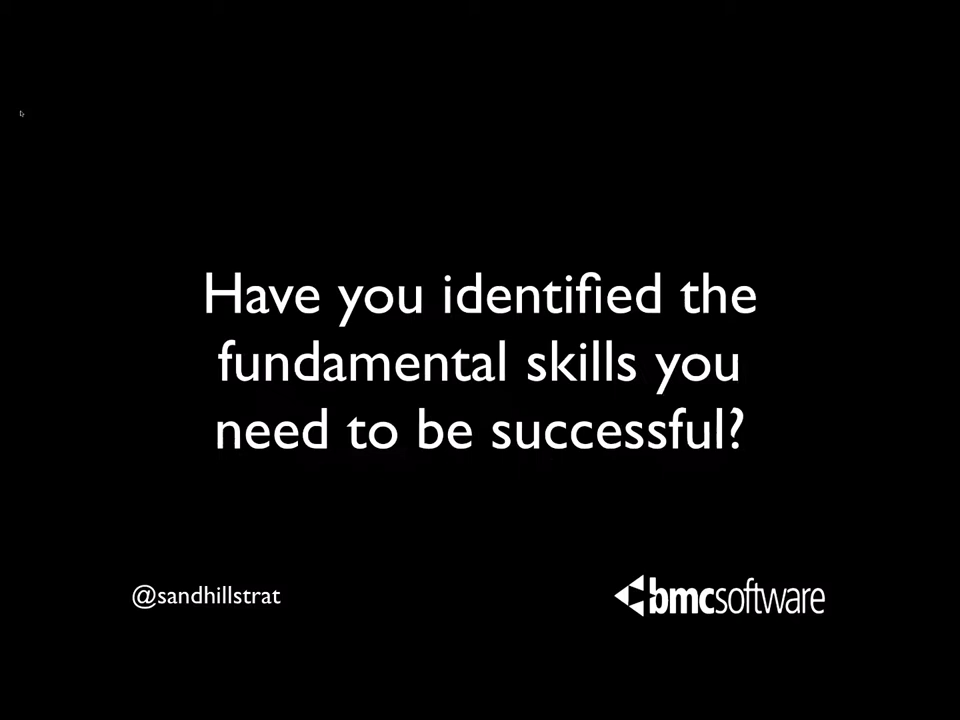 Have you identified the
fundamental skills you
need to be successful?
@sandhillstrat
bmcsoftware